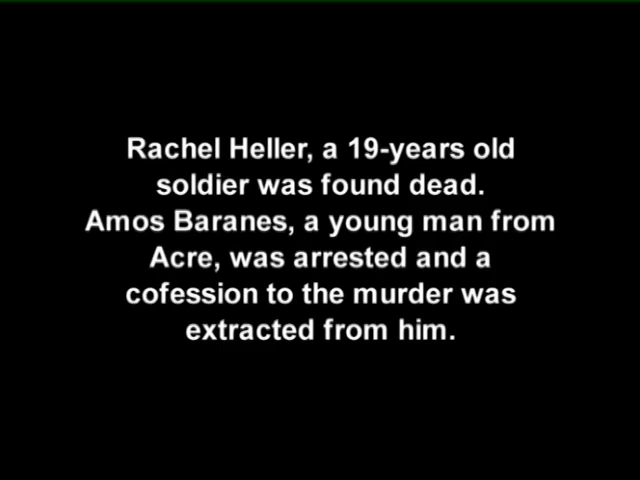 Rachel Heller, a 19-years old
soldier was found dead.
Amos Baranes, a young man from
Acre, was arrested and a
cofession to the murder was
extracted from him.